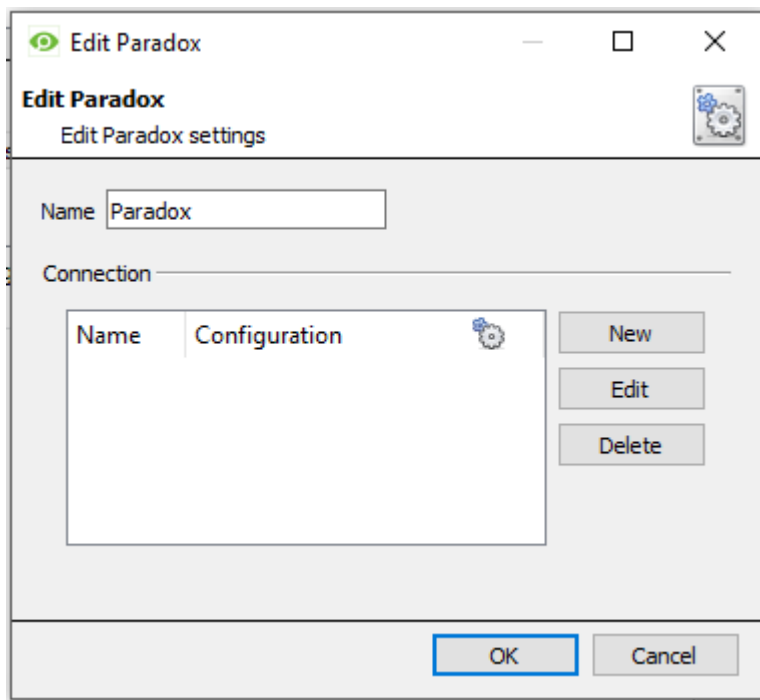 Edit Paradox
Edit Paradox
Edit Paradox settings
Name Paradox
Connection
Name Configuration
New
Edit
Delete
OK Cancel